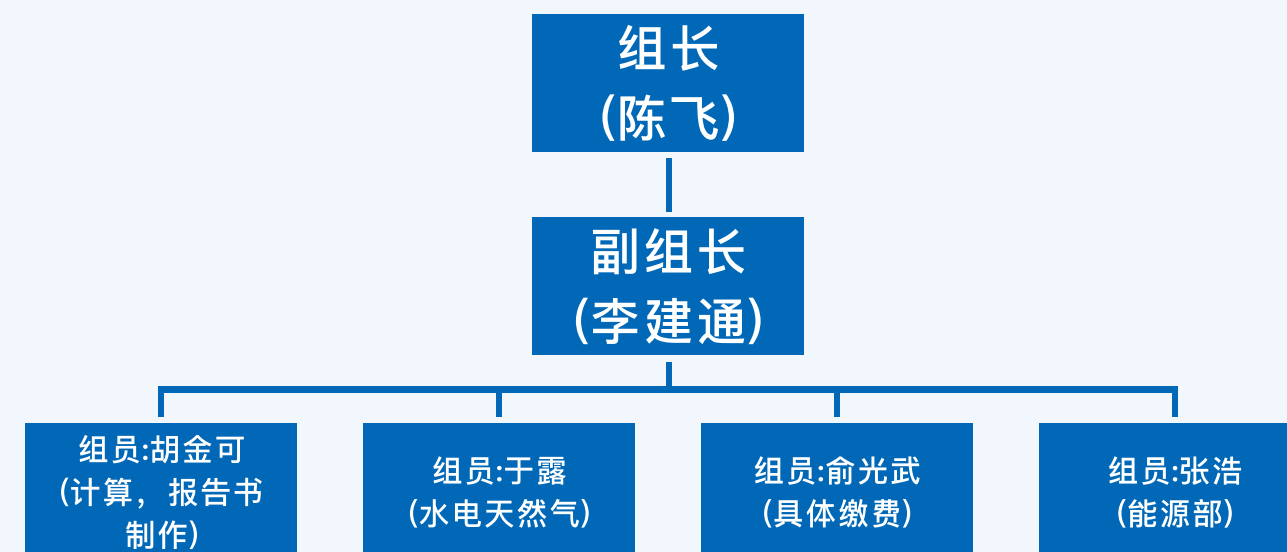 组长
(陈飞)
副组长
(李建通)
组员:胡金可
(计算，报告书
制作)
组员:于露
(水电天然气)
组员:俞光武
(具体缴费)
组员:张浩
(能源部)